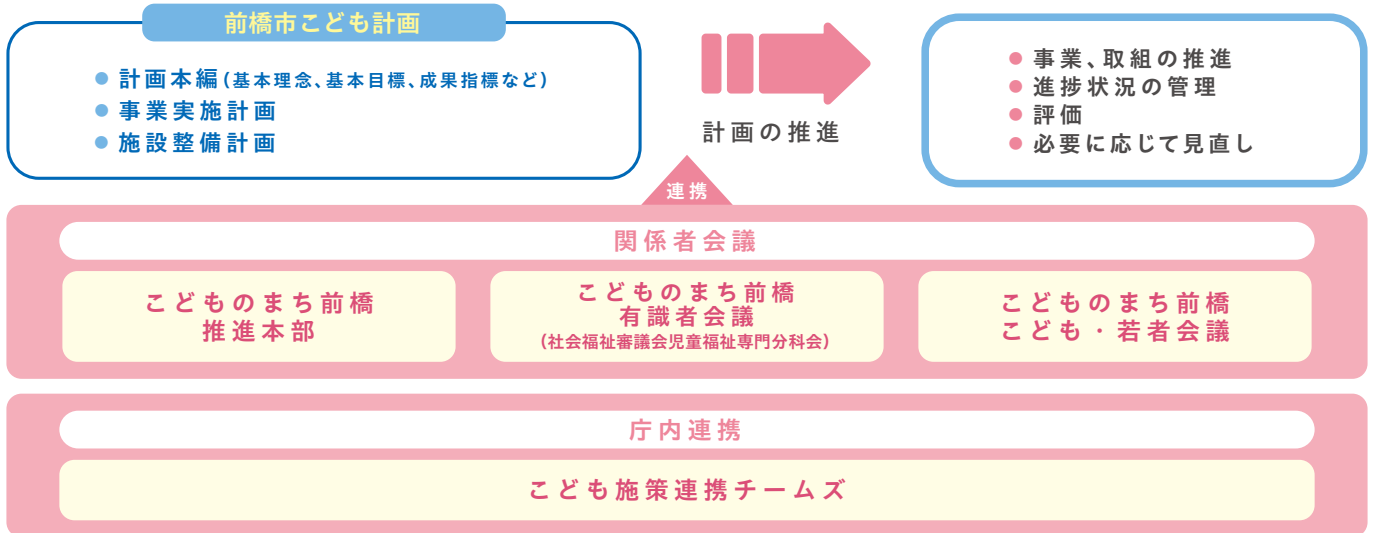 前橋市こども計画
計画本編(基本理念、基本目標、成果指標など)
事業実施計画
施設整備計画
計画の推進
事業、取組の推進
進捗状況の管理
評価
必要に応じて見直し
連携
関係者会議
こどものまち前橋
推進本部
こどものまち前橋
有識者会議
(社会福祉審議会児童福祉専門分科会)
こどものまち前橋
こども・若者会議
庁内連携
こども施策連携チームズ